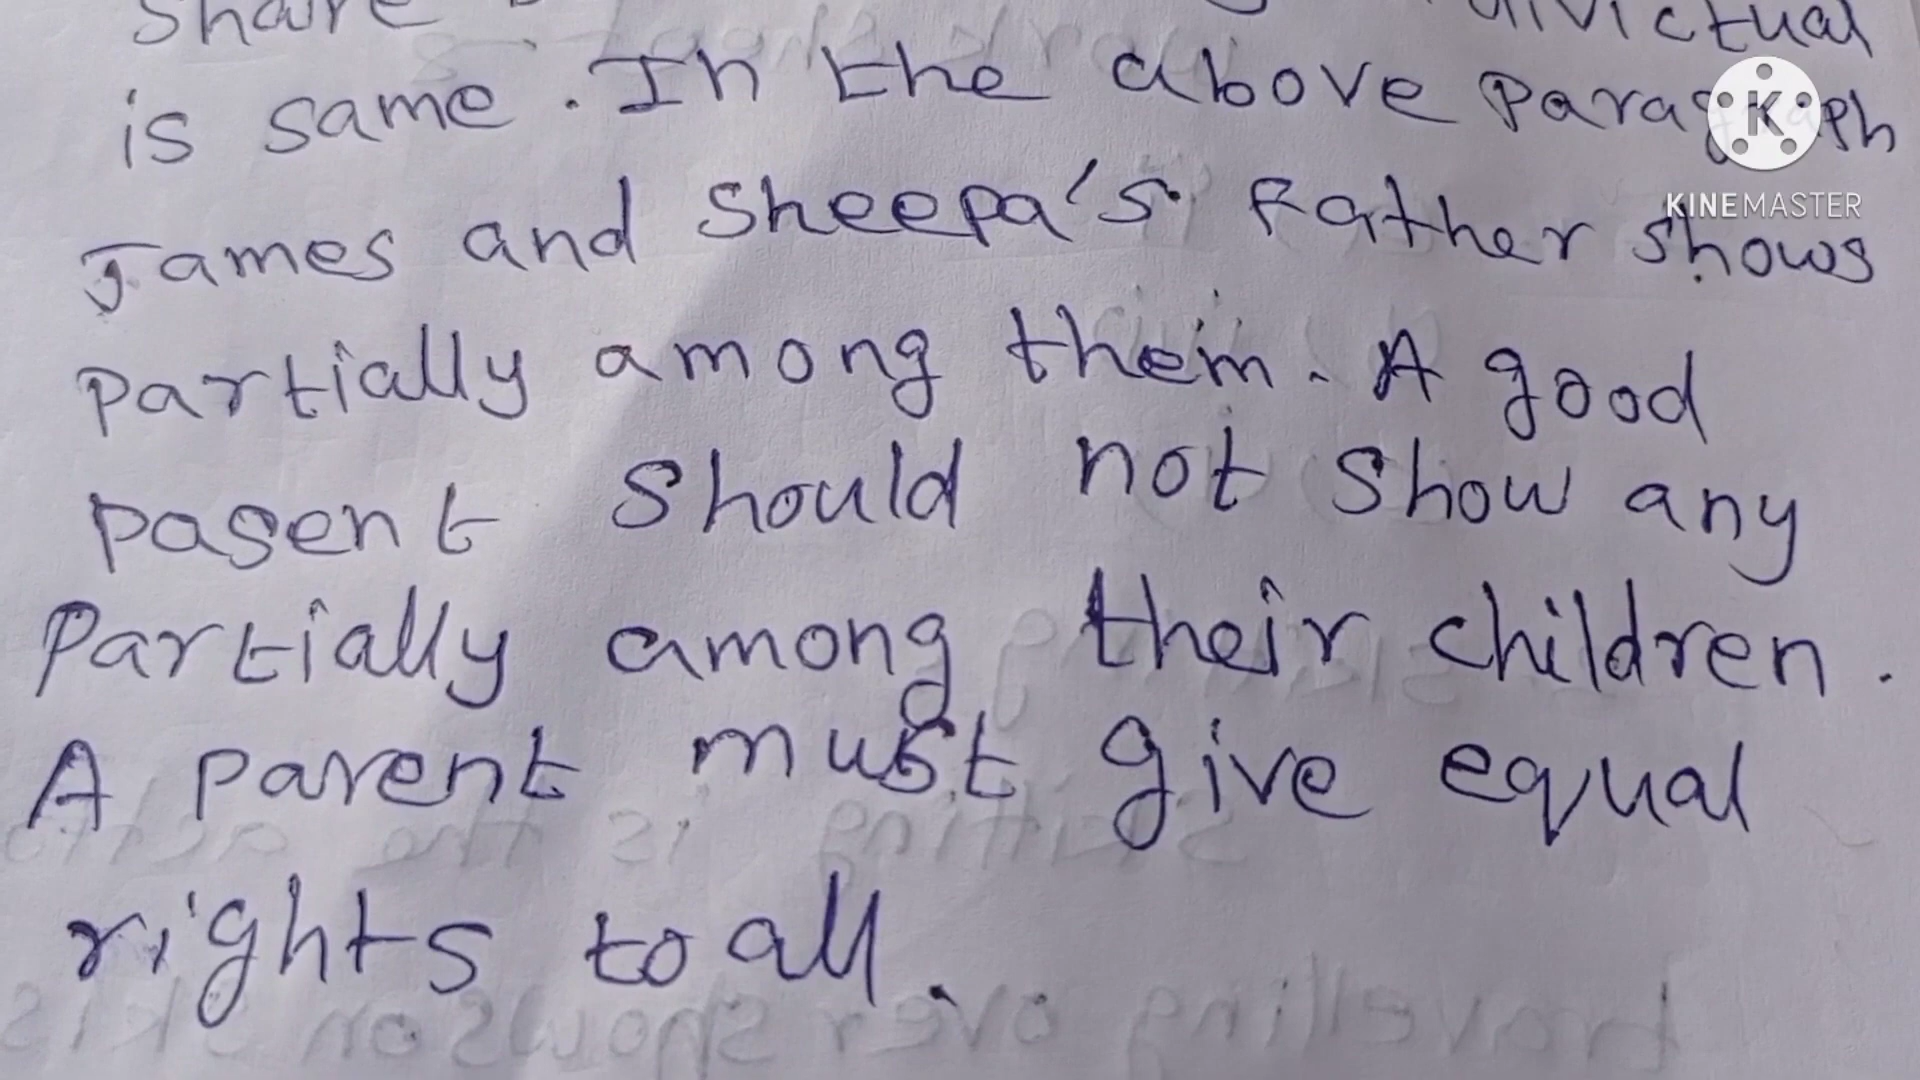 Share
is same. In the above paragraph
James and Sheepa's Father shows
partially among them. A good
pasent should not show any
Partially among their children.
A parent must give equal
rights to all.
KINEMASTER